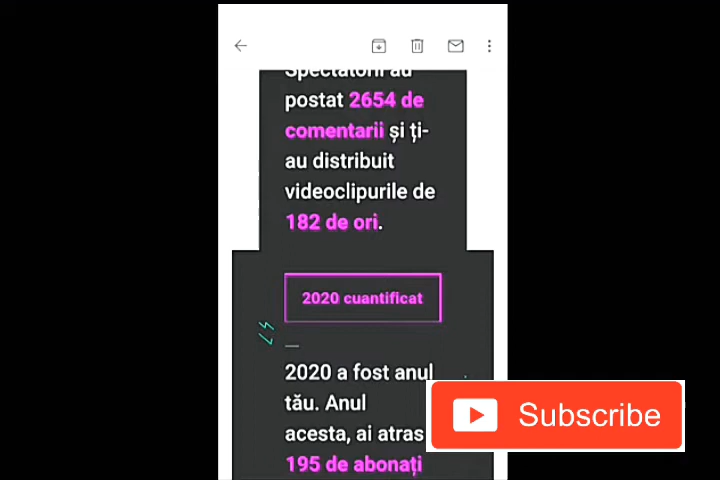 Spectatorii au
postat 2654 de
comentarii și ți-
au distribuit
videoclipurile de
182 de ori.
2020 cuantificat
2020 a fost anul
tău. Anul
acesta, ai atras
195 de abonați
Subscribe